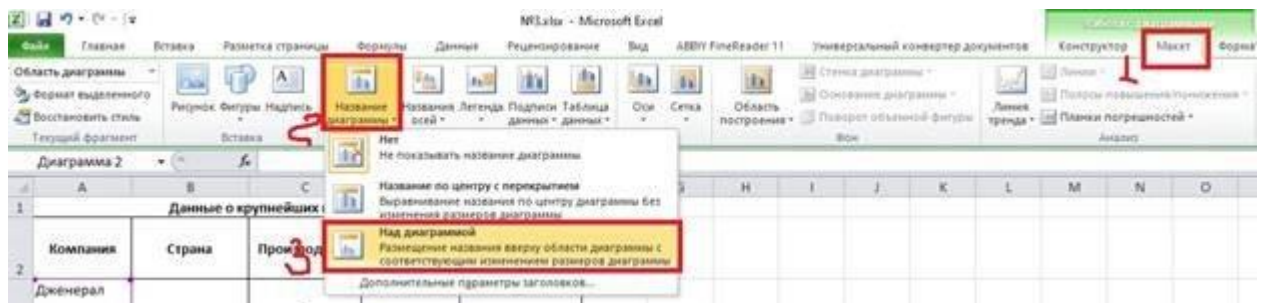 №3.xlsx - Microsoft Excel
Файл Главная Вставка Разметка страницы Формулы Данные Рецензирование Вид ABBYY FineReader 11 Универсальный конвертер документов Конструктор Макет Формат
1
Область диаграммы
Формат выделенного
Восстановить стиль
Текущий фрагмент
Рисунок Фигуры Надпись
Вставка
2
Название диаграммы
Названия осей
Легенда
Подписи данных
Таблица данных
Оси
Сетка
Область построения
Стенка диаграммы
Основание диаграммы
Поворот объемной фигуры
Фон
Линия тренда
Линии
Полосы повышения/понижения
Планки погрешностей
Анализ
Диаграмма 2
fx
Нет
Не показывать название диаграммы
Название по центру с перекрытием
Выравнивание названия по центру диаграммы без
изменения размеров диаграммы
3
Над диаграммой
Размещение названия вверху области диаграммы с
соответствующим изменением размеров диаграммы
Дополнительные параметры заголовков...
A B C H I J K L M N O
1 Данные о крупнейших
2 Компания Страна
Дженерал